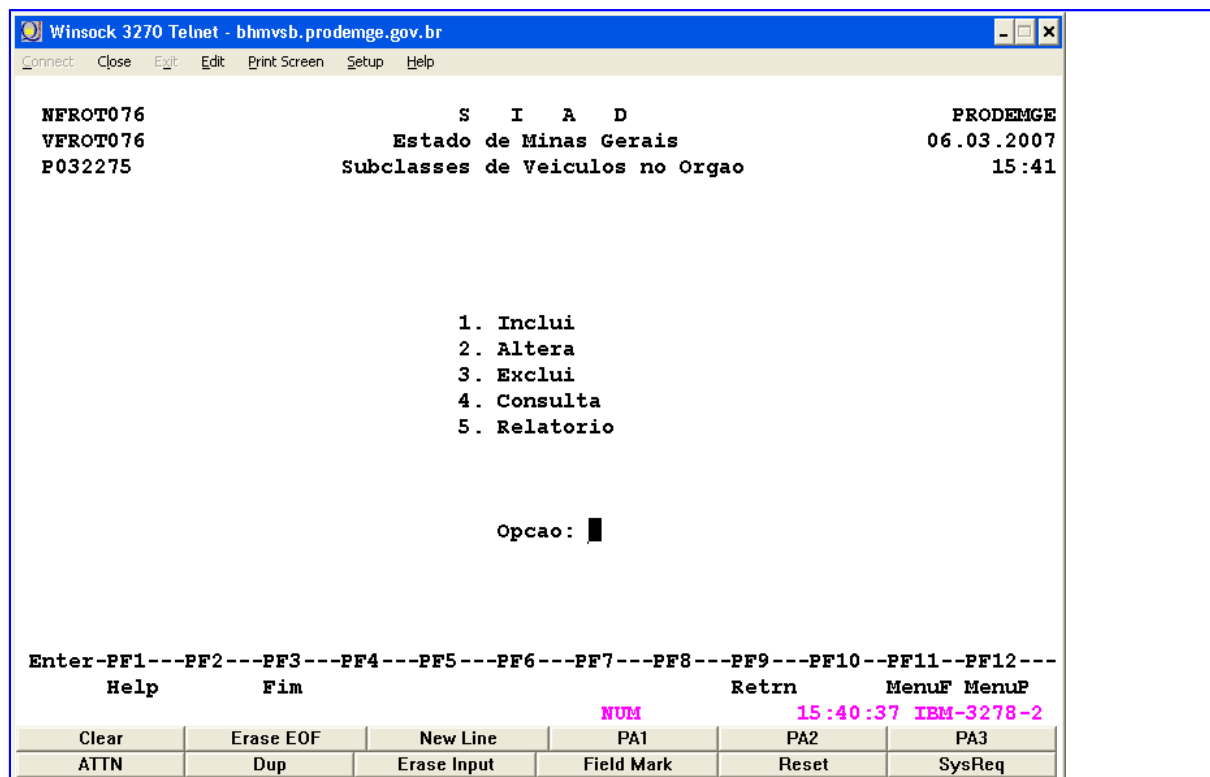 Winsock 3270 Telnet - bhmvsb.prodemge.gov.br
Connect Close Exit Edit Print Screen Setup Help
NFROT076 S I A D PRODEMGE
VFROT076 Estado de Minas Gerais 06.03.2007
P032275 Subclasses de Veiculos no Orgao 15:41
1. Inclui
2. Altera
3. Exclui
4. Consulta
5. Relatorio
Opcao:
Enter-PF1---PF2---PF3---PF4---PF5---PF6---PF7---PF8---PF9---PF10--PF11--PF12---
Help Fim Retrn MenuF MenuP
NUM 15:40:37 IBM-3278-2
Clear Erase EOF New Line PA1 PA2 PA3
ATTN Dup Erase Input Field Mark Reset SysReq